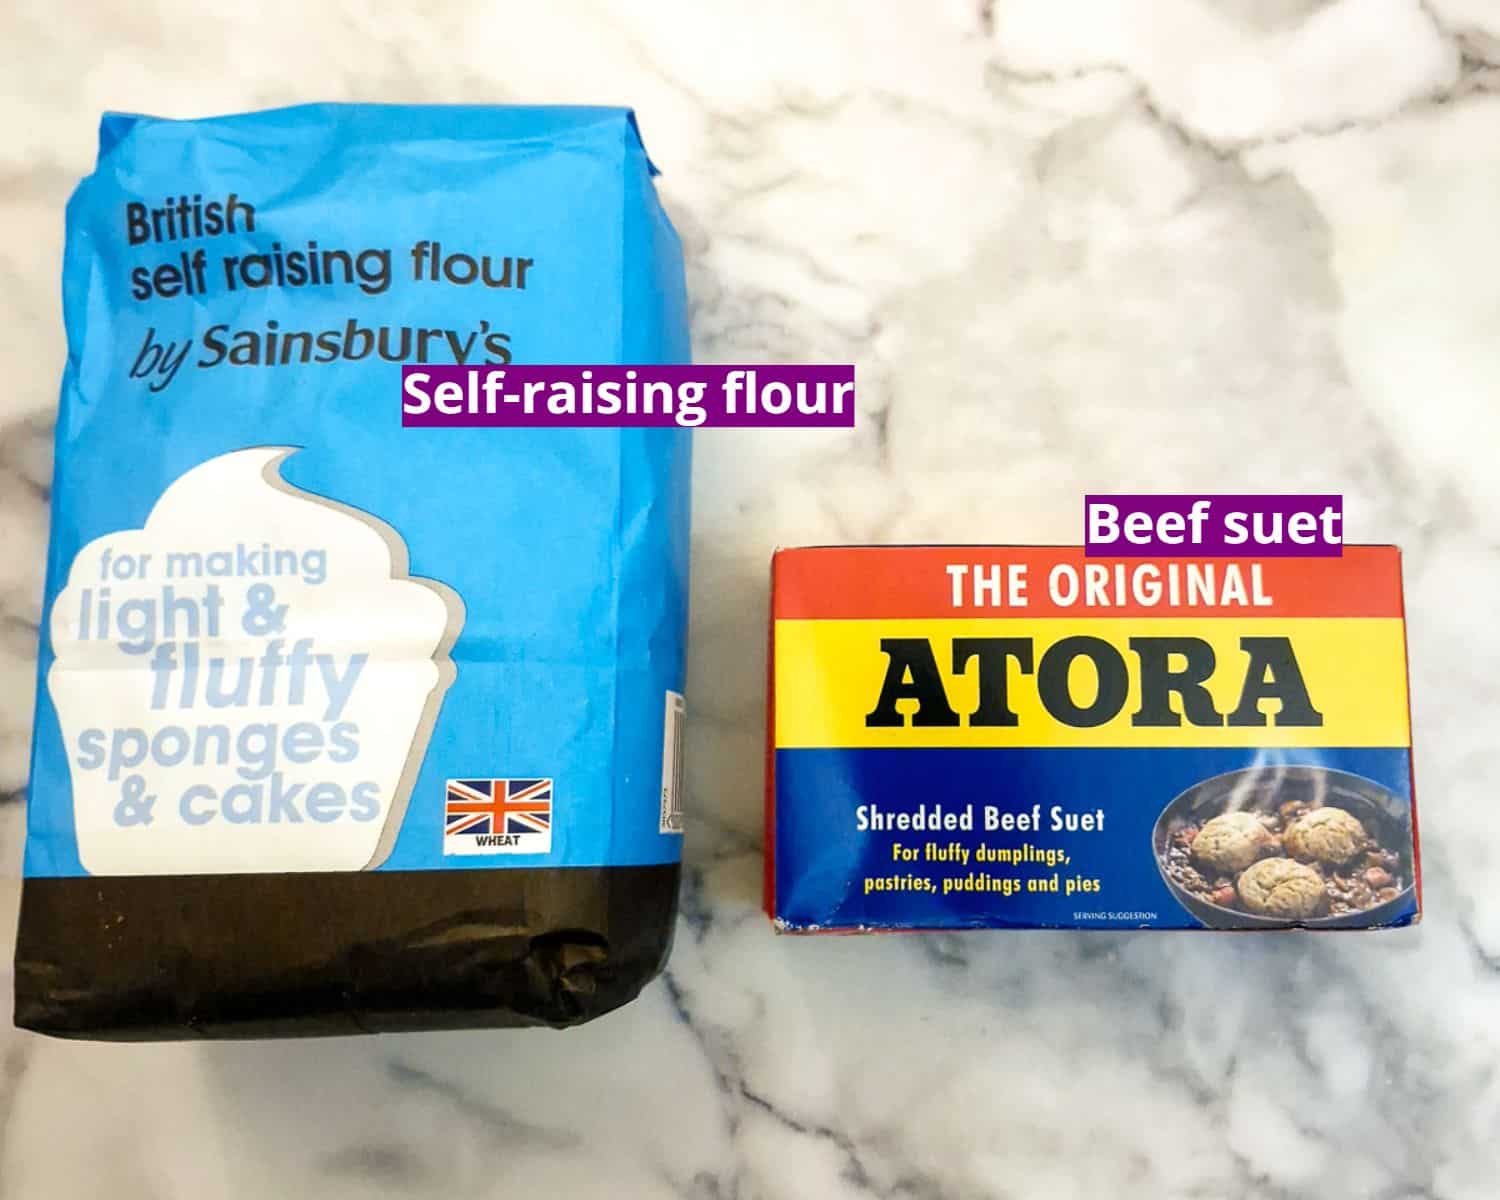 British
self raising flour
by Sainsbury's
Self-raising flour
for making
light &
fluffy
sponges
& cakes
WHEAT
Beef suet
THE ORIGINAL
ATORA
Shredded Beef Suet
For fluffy dumplings,
pastries, puddings and pies
SERVING SUGGESTION